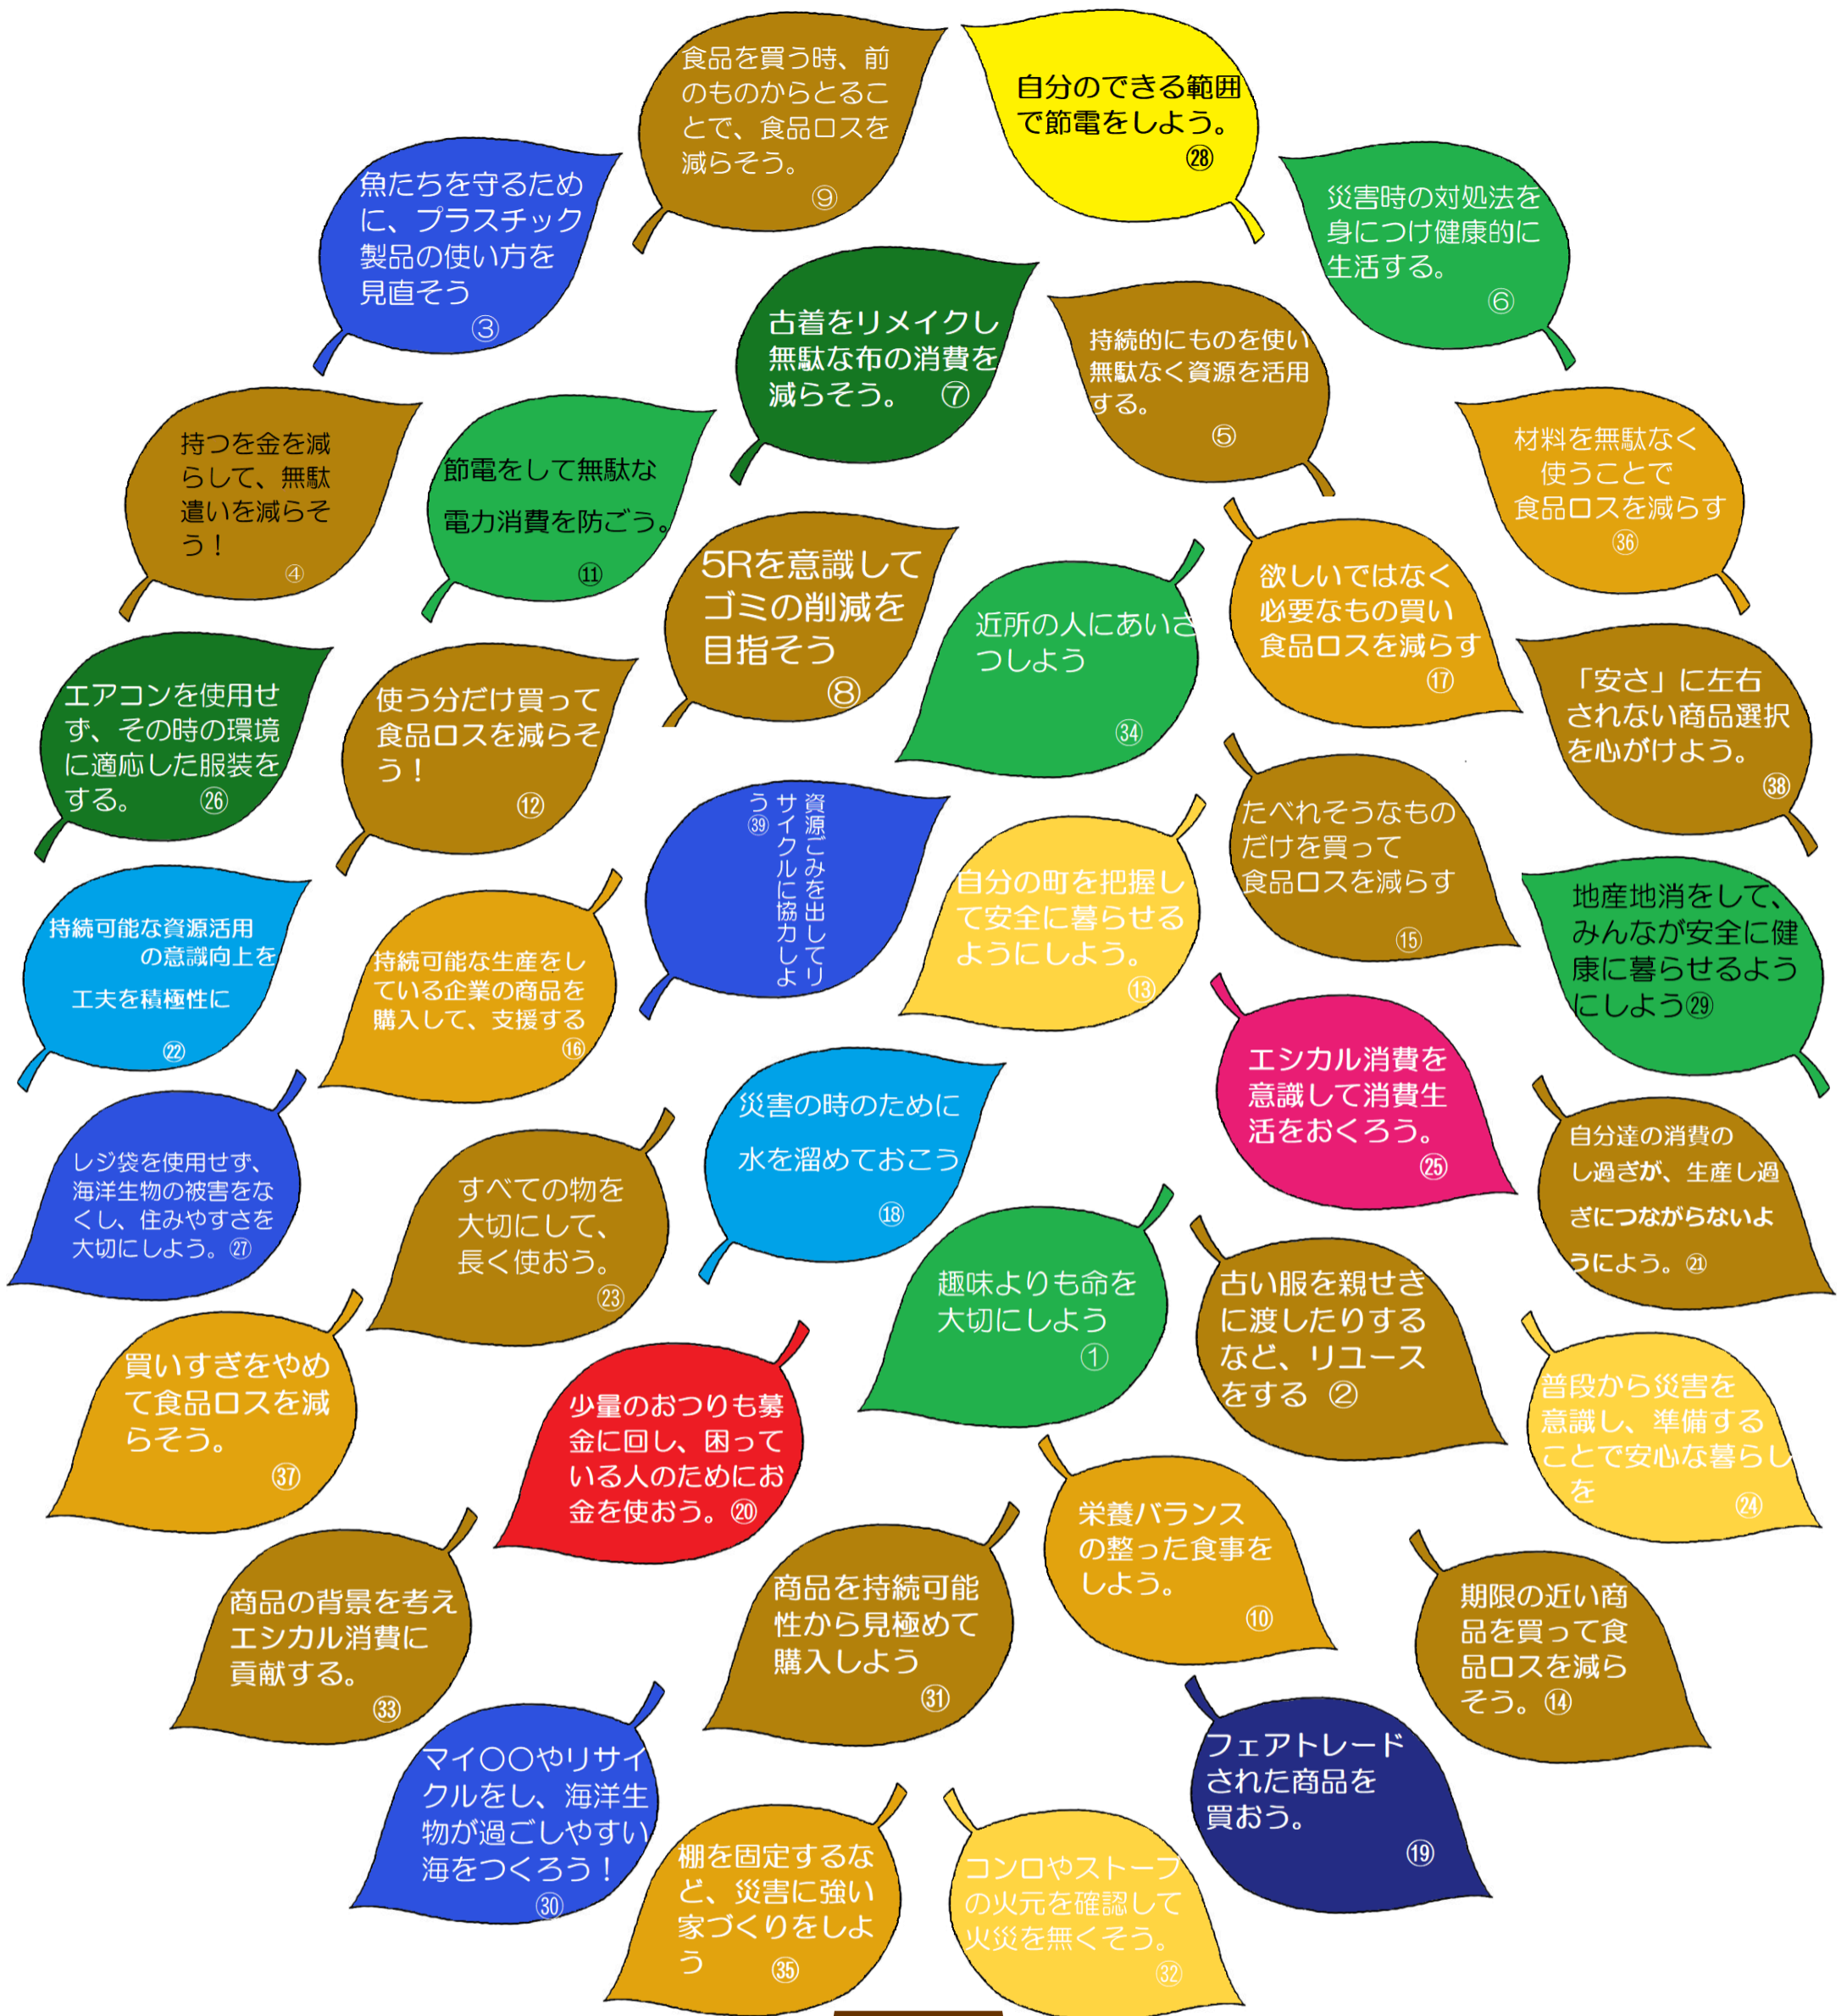 食品を買う時、前
のものからとるこ
とで、食品ロスを
減らそう。
⑨
自分のできる範囲
で節電をしよう。
㉘
魚たちを守るため
に、プラスチック
製品の使い方を
見直そう
③
災害時の対処法を
身につけ健康的に
生活する。
⑥
古着をリメイクし
無駄な布の消費を
減らそう。 ⑦
持続的にものを使い
無駄なく資源を活用
する。
⑤
持つを金を減
らして、無駄
遣いを減らそ
う！
④
節電をして無駄な
電力消費を防ごう。
⑪
材料を無駄なく
使うことで
食品ロスを減らす
㊱
5Rを意識して
ゴミの削減を
目指そう
⑧
近所の人にあいさ
つしよう
㉞
欲しいではなく
必要なもの買い
食品ロスを減らす
⑰
「安さ」に左右
されない商品選択
を心がけよう。
㊳
エアコンを使用せ
ず、その時の環境
に適応した服装を
する。 ㉖
使う分だけ買って
食品ロスを減らそ
う！
⑫
資源ごみを出してリ
サイクルに協力しよ
う㊴
自分の町を把握し
て安全に暮らせる
ようにしよう。
⑬
たべれそうなもの
だけを買って
食品ロスを減らす
⑮
地産地消をして、
みんなが安全に健
康に暮らせるよう
にしよう㉙
持続可能な資源活用
の意識向上を
工夫を積極性に
㉒
持続可能な生産をし
ている企業の商品を
購入して、支援する
⑯
災害の時のために
水を溜めておこう
⑱
エシカル消費を
意識して消費生
活をおくろう。
㉕
自分達の消費の
し過ぎが、生産し過
ぎにつながらないよ
うによう。㉑
レジ袋を使用せず、
海洋生物の被害をな
くし、住みやすさを
大切にしよう。㉗
すべての物を
大切にして、
長く使おう。
㉓
趣味よりも命を
大切にしよう
①
古い服を親せき
に渡したりする
など、リユース
をする ②
普段から災害を
意識し、準備する
ことで安心な暮らし
を
㉔
買いすぎをやめ
て食品ロスを減
らそう。
㊲
少量のおつりも募
金に回し、困って
いる人のためにお
金を使おう。⑳
栄養バランス
の整った食事を
しよう。
⑩
期限の近い商
品を買って食
品ロスを減ら
そう。⑭
商品の背景を考え
エシカル消費に
貢献する。
㉝
商品を持続可能
性から見極めて
購入しよう
㉛
マイ〇〇やリサイ
クルをし、海洋生
物が過ごしやすい
海をつくろう！
㉚
フェアトレード
された商品を
買おう。
⑲
棚を固定するな
ど、災害に強い
家づくりをしよ
う ㉟
コンロやストーブ
の火元を確認して
火災を無くそう。
㉜